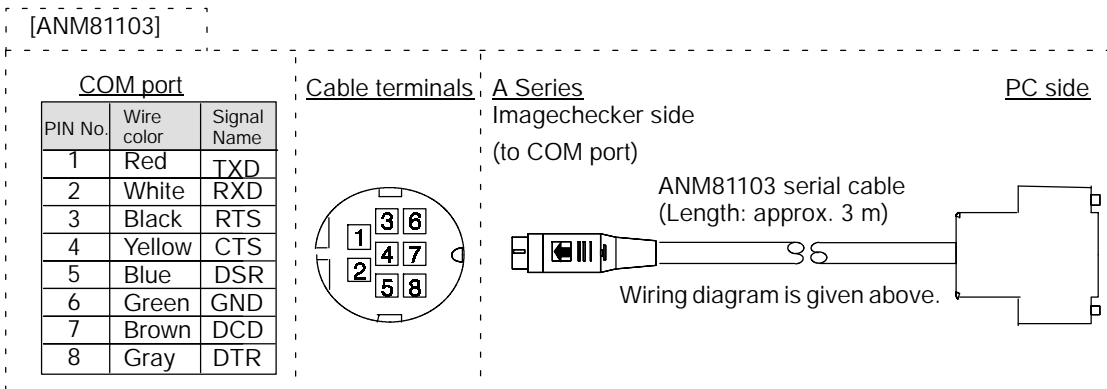 [ANM81103]
COM port
PIN No. Wire color Signal Name
1 Red TXD
2 White RXD
3 Black RTS
4 Yellow CTS
5 Blue DSR
6 Green GND
7 Brown DCD
8 Gray DTR
Cable terminals
3 6
1
4 7
2
5 8
A Series
Imagechecker side
(to COM port)
PC side
ANM81103 serial cable
(Length: approx. 3 m)
Wiring diagram is given above.